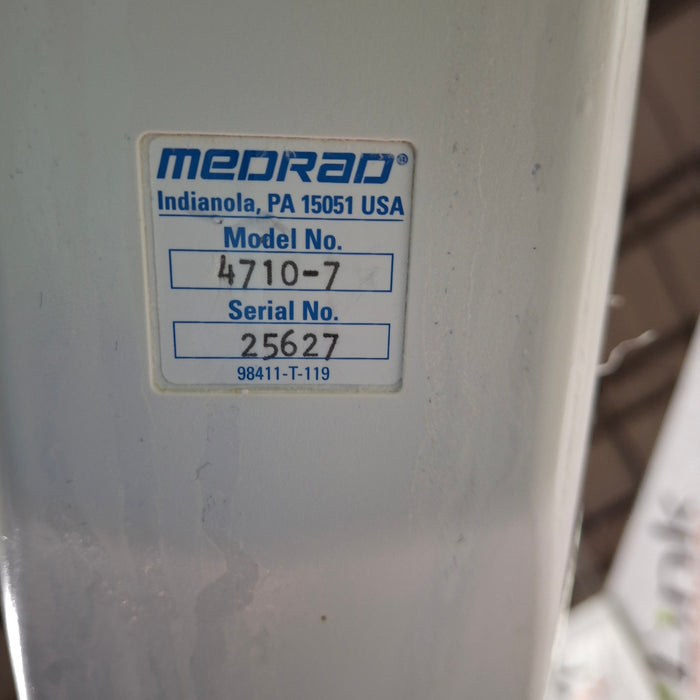 MEDRAD®
Indianola, PA 15051 USA
Model No.
4710-7
Serial No.
25627
98411-T-119